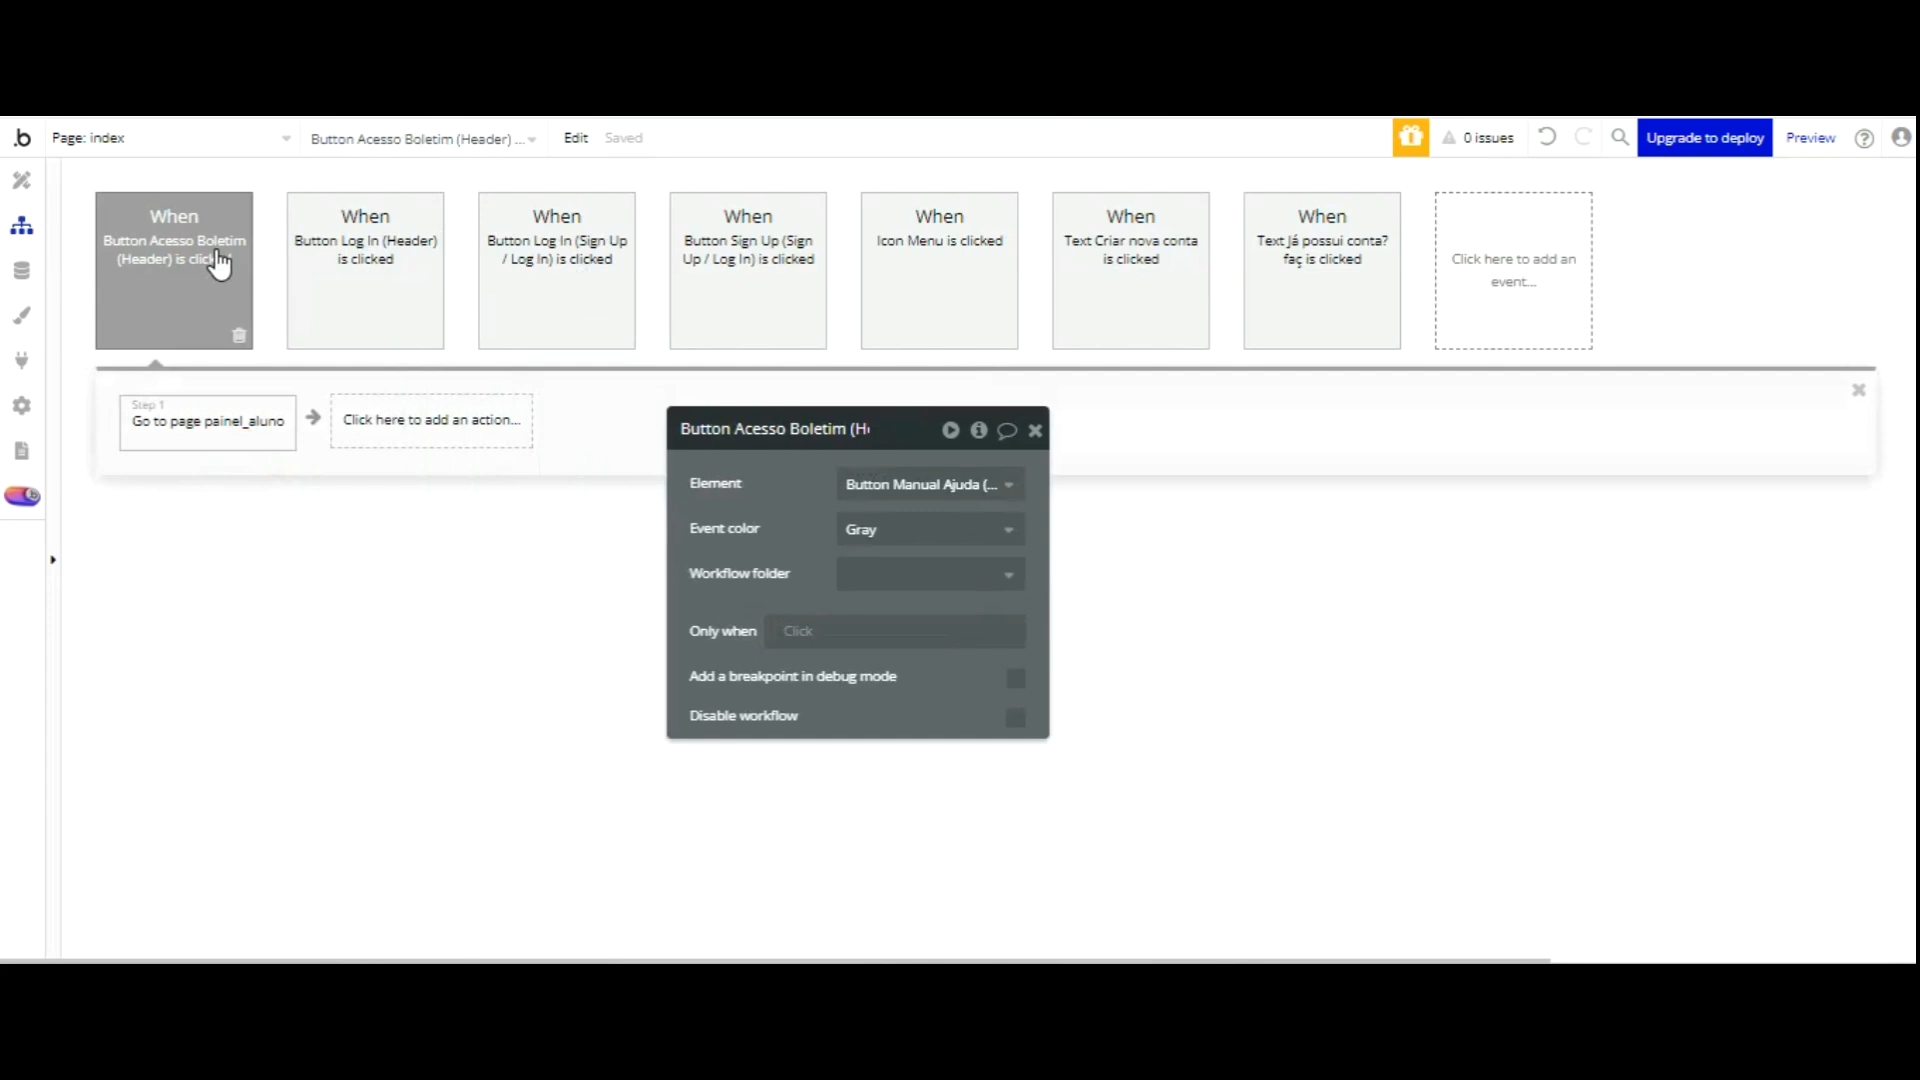 .b Page: index Button Acesso Boletim (Header) ... Edit Saved 0 issues Upgrade to deploy Preview
When
Button Acesso Boletim
(Header) is
When
Button Log In (Header)
is clicked
When
Button Log In (Sign Up
/ Log In) is clicked
When
Button Sign Up (Sign
Up / Log In) is clicked
When
Icon Menu is clicked
When
Text Criar nova conta
is clicked
When
Text Já possui conta?
faç is clicked
Click here to add an
event...
Step 1
Go to page painel_aluno
Click here to add an action...
Button Acesso Boletim (H
Element Button Manual Ajuda (...
Event color Gray
Workflow folder
Only when Click
Add a breakpoint in debug mode
Disable workflow